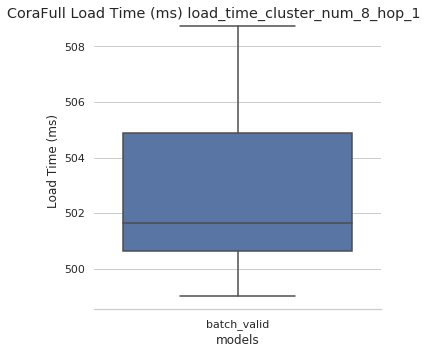 CoraFull Load Time (ms) load_time_cluster_num_8_hop_1
508
506
504
502
500
Load Time (ms)
batch_valid
models